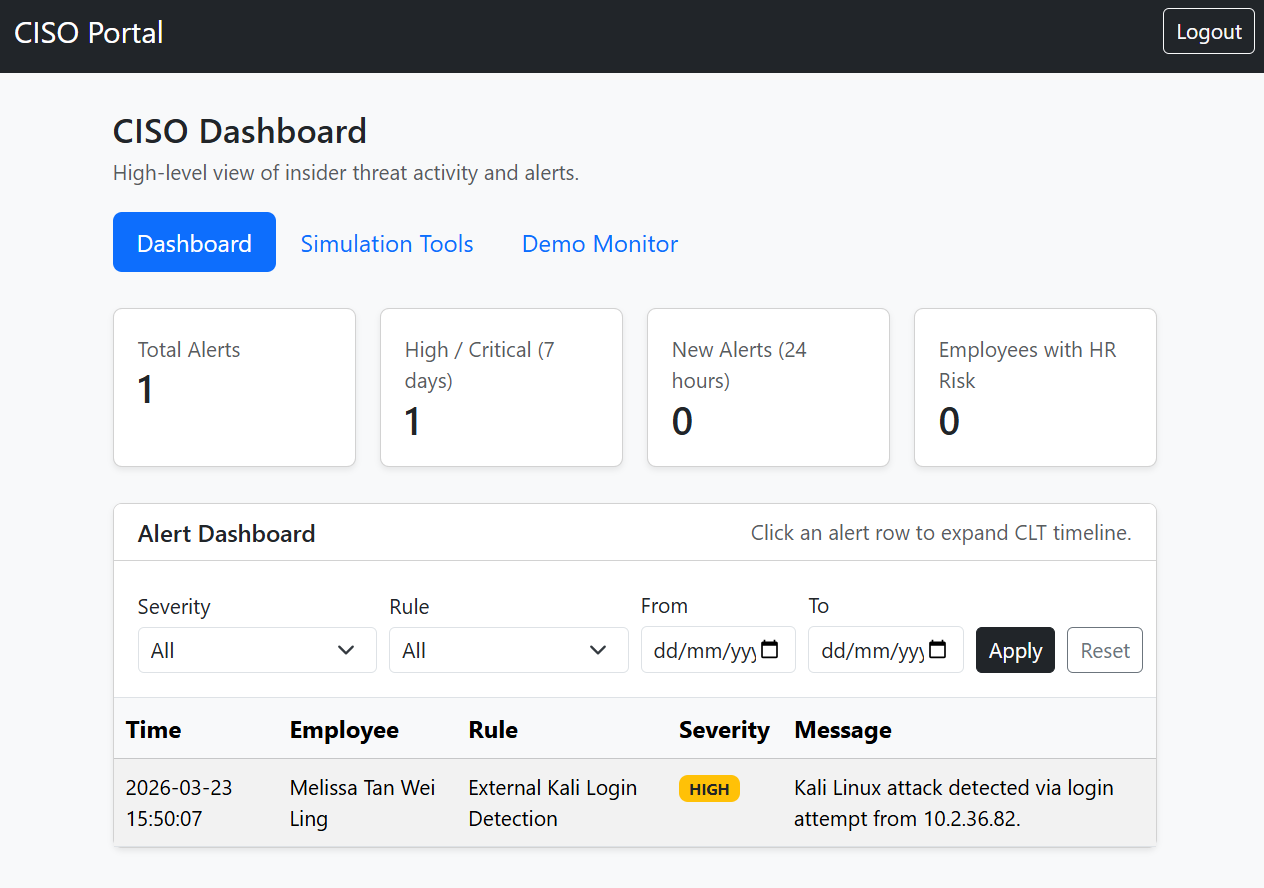 CISO Portal
Logout
CISO Dashboard
High-level view of insider threat activity and alerts.
Dashboard
Simulation Tools
Demo Monitor
Total Alerts
1
High / Critical (7
days)
1
New Alerts (24
hours)
0
Employees with HR
Risk
0
Alert Dashboard
Click an alert row to expand CLT timeline.
Severity
All
Rule
All
From
dd/mm/yyy
To
dd/mm/yyy
Apply
Reset
Time Employee Rule Severity Message
2026-03-23 Melissa Tan Wei External Kali Login HIGH Kali Linux attack detected via login
15:50:07 Ling Detection attempt from 10.2.36.82.